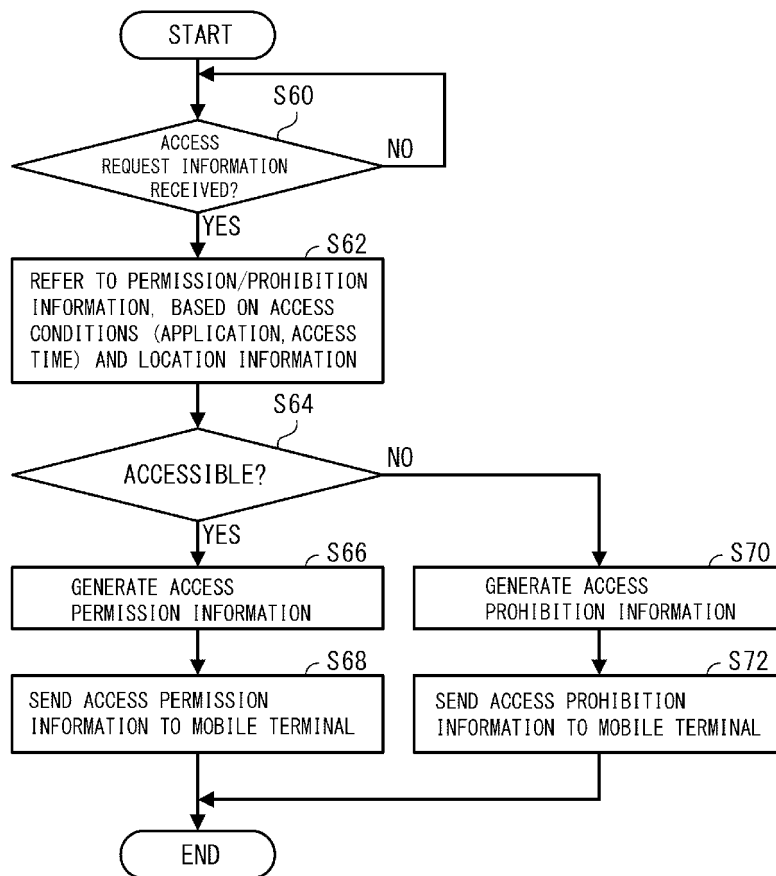 START
S60
ACCESS
REQUEST INFORMATION
RECEIVED?
NO
YES
S62
REFER TO PERMISSION/PROHIBITION
INFORMATION, BASED ON ACCESS
CONDITIONS (APPLICATION,ACCESS
TIME) AND LOCATION INFORMATION
S64
ACCESSIBLE?
NO
YES
S66
GENERATE ACCESS
PERMISSION INFORMATION
S70
GENERATE ACCESS
PROHIBITION INFORMATION
S68
SEND ACCESS PERMISSION
INFORMATION TO MOBILE TERMINAL
S72
SEND ACCESS PROHIBITION
INFORMATION TO MOBILE TERMINAL
END